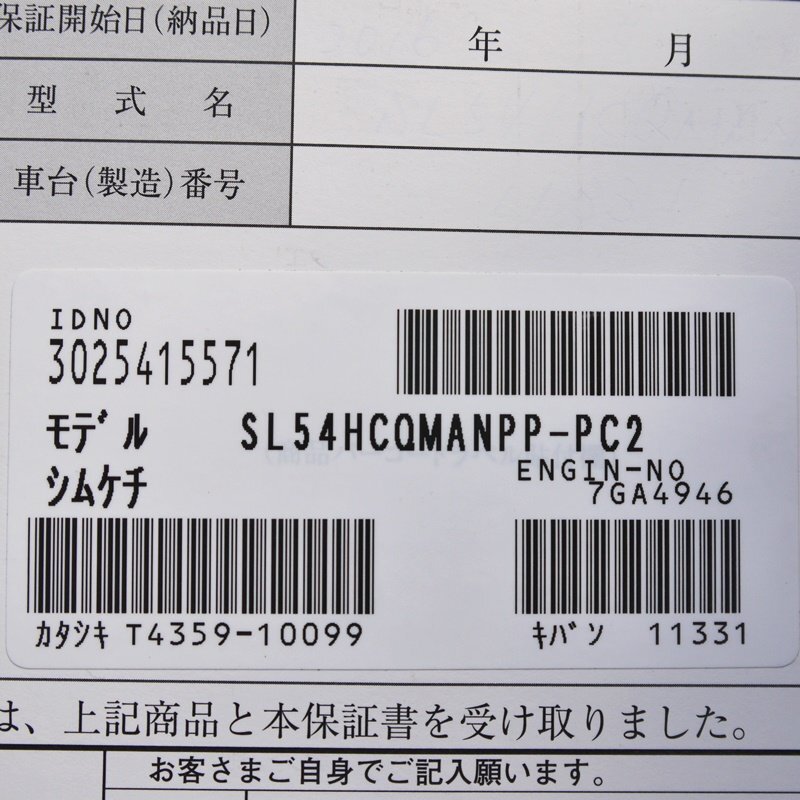 保証開始日(納品日) 年 月
型式名
車台(製造)番号
IDNO
3025415571
モデル SL54HCQMANPP-PC2
シムケチ ENGIN-NO
7GA4946
カタシキ T4359-10099 キバン 11331
は、上記商品と本保証書を受け取りました。
お客さまご自身でご記入願います。